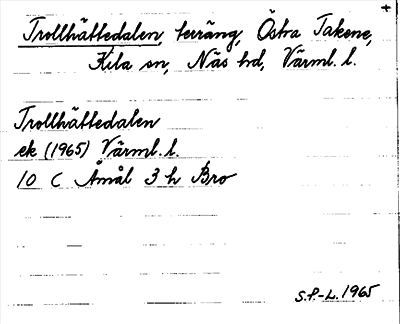 +
Trollhättedalen, terräng, Östra Takene,
Kila sn, Näs hd, Värml. l.
Trollhättedalen
ek (1965) Värml. l.
10 C Åmål 3 h Bro
S.P.-L. 1965